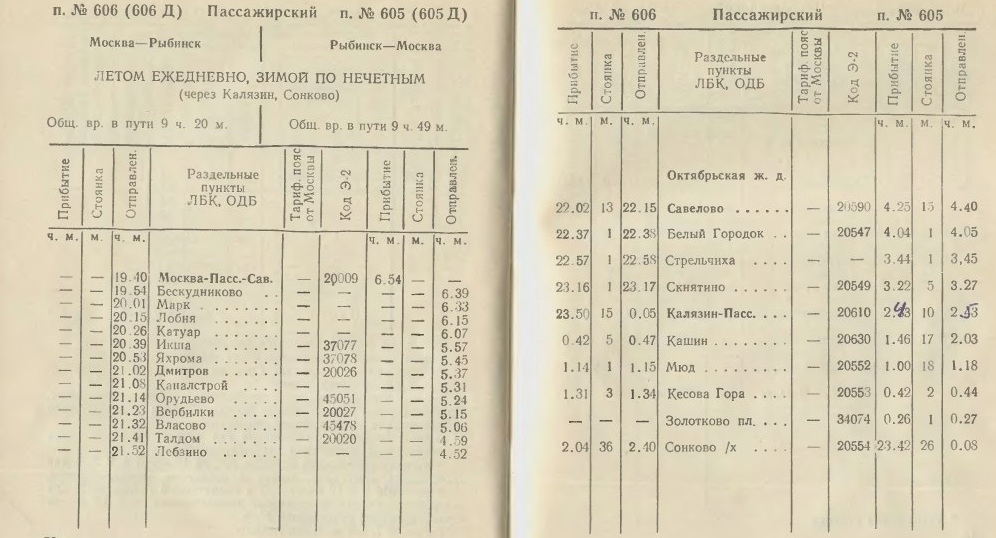 п. № 606 (606 Д) Пассажирский п. № 605 (605 Д)
Москва—Рыбинск Рыбинск—Москва
ЛЕТОМ ЕЖЕДНЕВНО, ЗИМОЙ ПО НЕЧЕТНЫМ
(через Калязин, Сонково)
Общ. вр. в пути 9 ч. 20 м. Общ. вр. в пути 9 ч. 49 м.
Прибытие Стоянка Отправлен. Раздельные пункты ЛБК, ОДБ Тариф. пояс от Москвы Код Э-2 Прибытие Стоянка Отправлен.
ч. м. м. ч. м. ч. м. м. ч. м.
— — 19.40 Москва-Пасс.-Сав. — 20009 6.54 — —
— — 19.54 Бескудниково . . — — — — 6.39
— — 20.01 Марк . . . . . . . — — — — 6.33
— — 20.15 Лобня . . . . . . — — — — 6.15
— — 20.26 Катуар . . . . . . — — — — 6.07
— — 20.39 Икша . . . . . . — 37077 — — 5.57
— — 20.53 Яхрома . . . . . . — 37078 — — 5.45
— — 21.02 Дмитров . . . . . — 20026 — — 5.37
— — 21.08 Каналстрой . . . . — — — — 5.31
— — 21.14 Орудьево . . . . — 45051 — — 5.24
— — 21.23 Вербилки . . . . . — 20027 — — 5.15
— — 21.32 Власово . . . . . — 45478 — — 5.06
— — 21.41 Талдом . . . . . — 20020 — — 4.59
— — 21.52 Лебзино . . . . . . — — — — 4.52
п. № 606 Пассажирский п. № 605
Прибытие Стоянка Отправлен. Раздельные пункты ЛБК, ОДБ Тариф. пояс от Москвы Код Э-2 Прибытие Стоянка Отправлен.
ч. м. м. ч. м. ч. м. м. ч. м.
Октябрьская ж. д.
22.02 13 22.15 Савелово . . . . . . — 20590 4.25 15 4.40
22.37 1 22.38 Белый Городок . . — 20547 4.04 1 4.05
22.57 1 22.58 Стрельчиха . . . . — — 3.44 1 3,45
23.16 1 23.17 Скнятино . . . . . — 20549 3.22 5 3.27
23.50 15 0.05 Калязин-Пасс. . . . — 20610 10
0.42 5 0.47 Кашин . . . . . . . . — 20630 1.46 17 2.03
1.14 1 1.15 Мюд . . . . . . . . . — 20552 1.00 18 1.18
1.31 3 1.34 Кесова Гора . . . . — 20553 0.42 2 0.44
— — — Золотково пл. . . . — 34074 0.26 1 0.27
2.04 36 2.40 Сонково /х . . . . — 20554 23.42 26 0.08